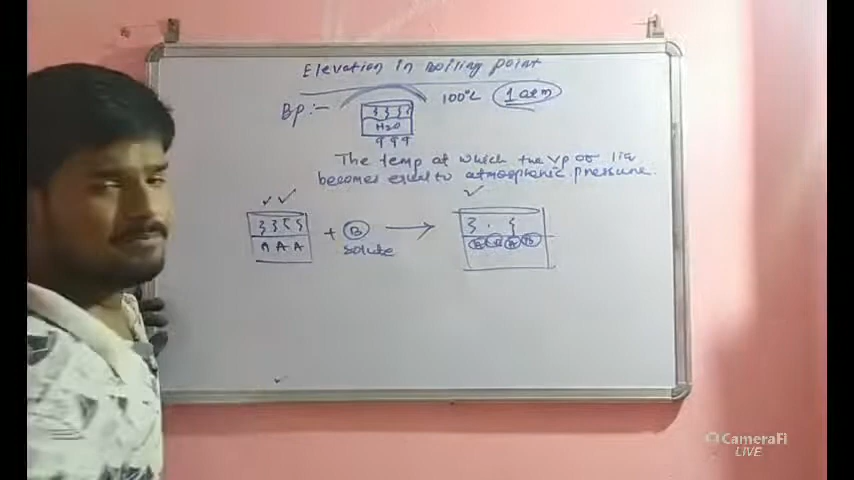 Elevation in Boiling point
BP:-
100°C 1 atm
H2O
The temp at which the vp of liq
becomes equal to atmospheric pressure.
A A A
+ B
solute
B A B
CameraFi
LIVE